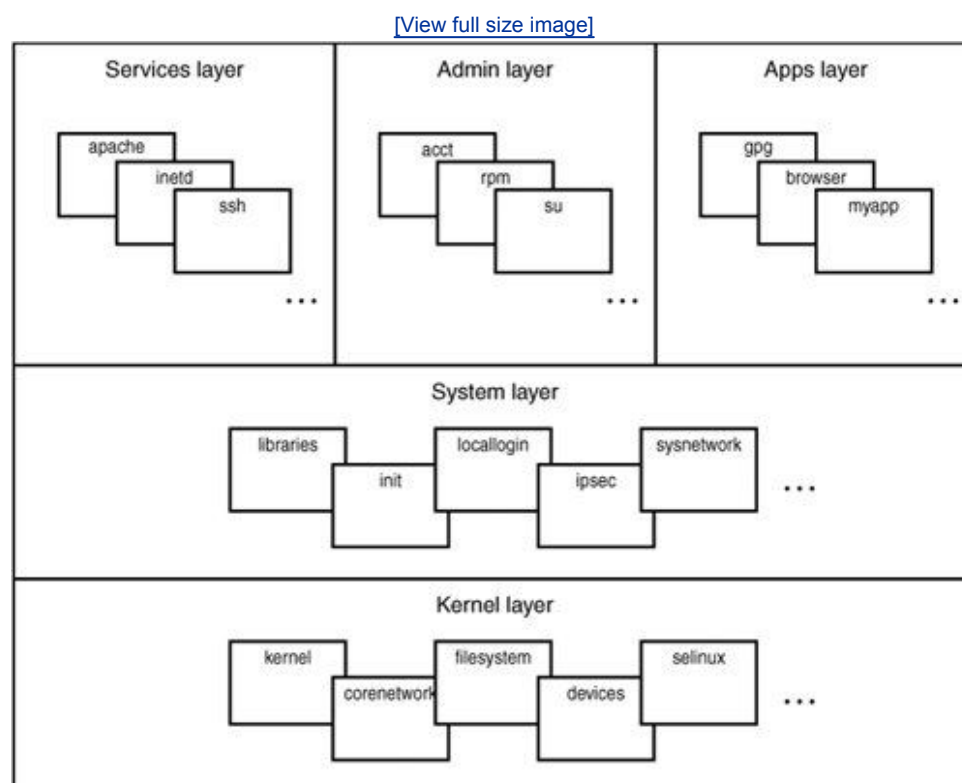 [View full size image]
Services layer
apache
inetd
ssh
...
Admin layer
acct
rpm
su
...
Apps layer
gpg
browser
myapp
...
System layer
libraries
init
locallogin
ipsec
sysnetwork
...
Kernel layer
kernel
corenetwork
filesystem
devices
selinux
...